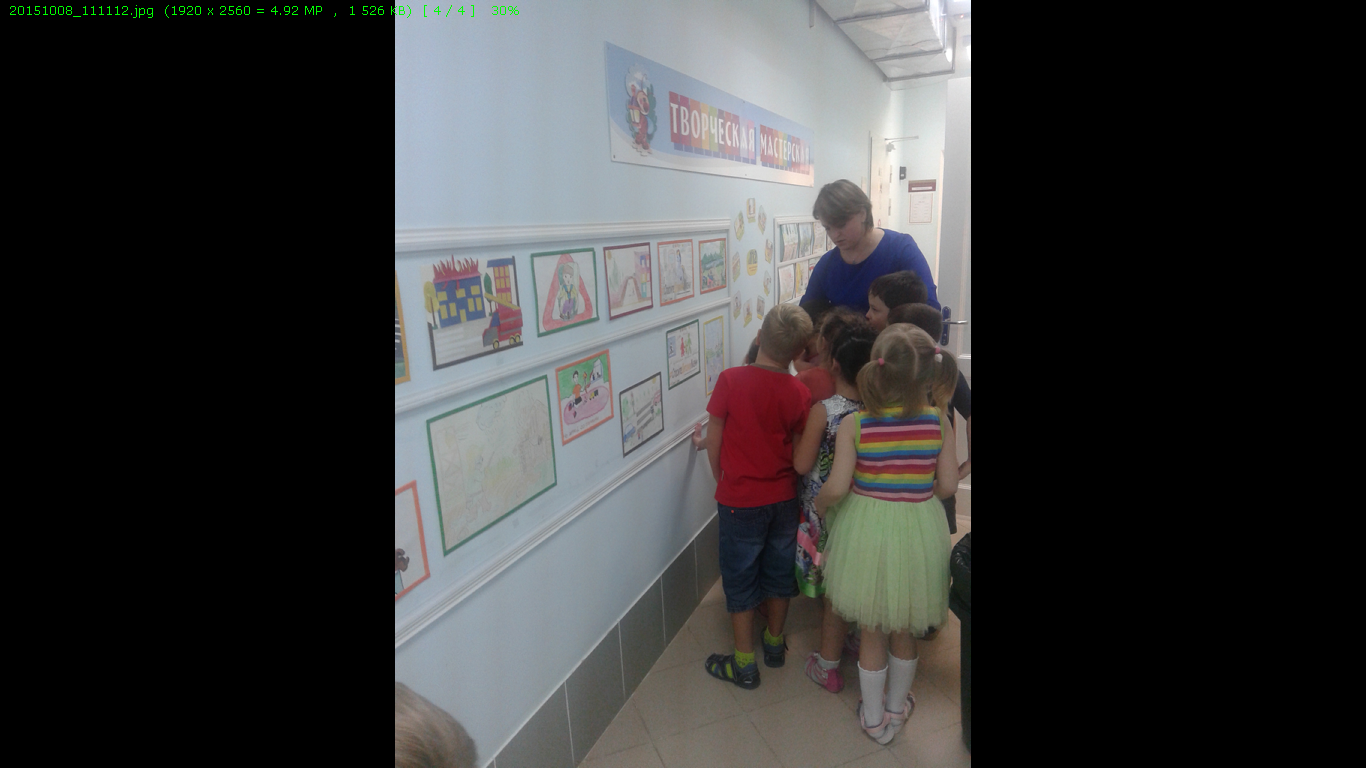 20151008_111112.jpg (1920 x 2560 = 4.92 MP , 1 526 KB) [ 4 / 4 ] 30%
ТВОРЧЕСКАЯ МАСТЕРСКАЯ